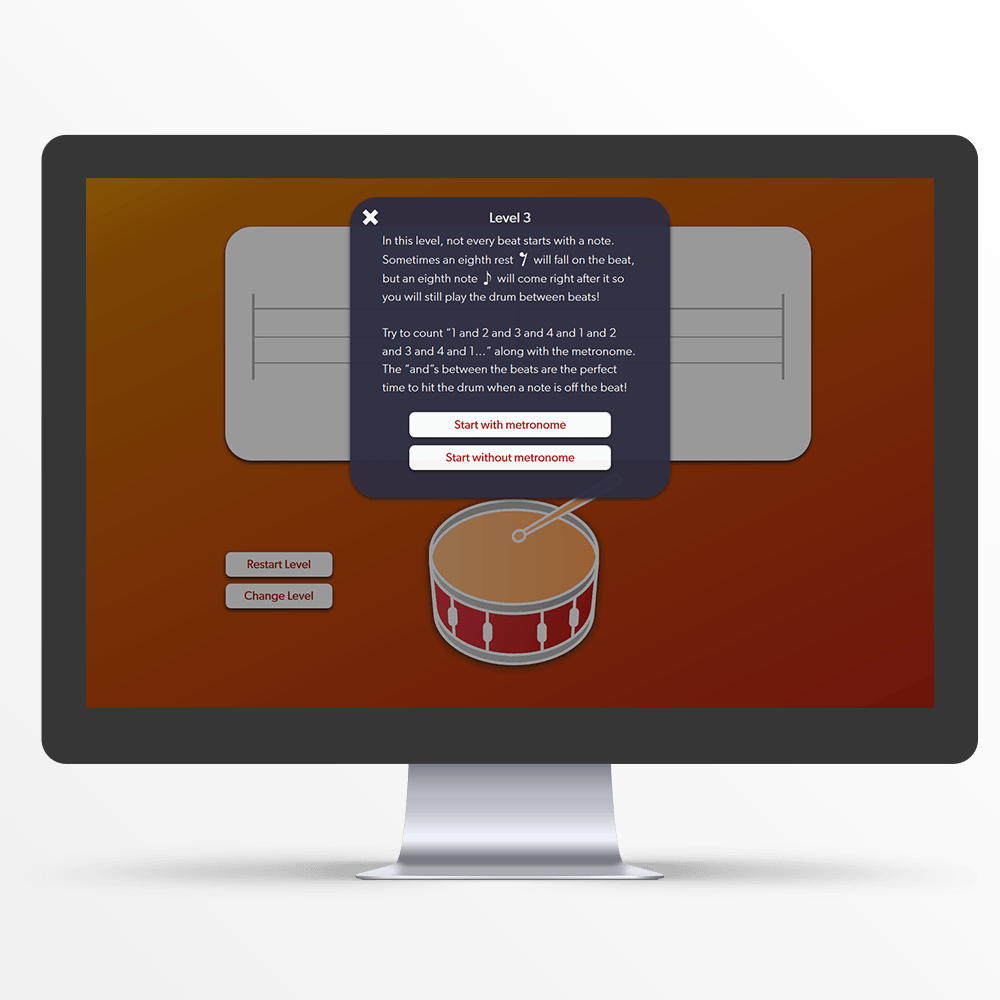 Level 3
In this level, not every beat starts with a note.
Sometimes an eighth rest 𝄾 will fall on the beat,
but an eighth note ♪ will come right after it so
you will still play the drum between beats!
Try to count “1 and 2 and 3 and 4 and 1 and 2
and 3 and 4 and 1...” along with the metronome.
The “and”s between the beats are the perfect
time to hit the drum when a note is off the beat!
Start with metronome
Start without metronome
Restart Level
Change Level